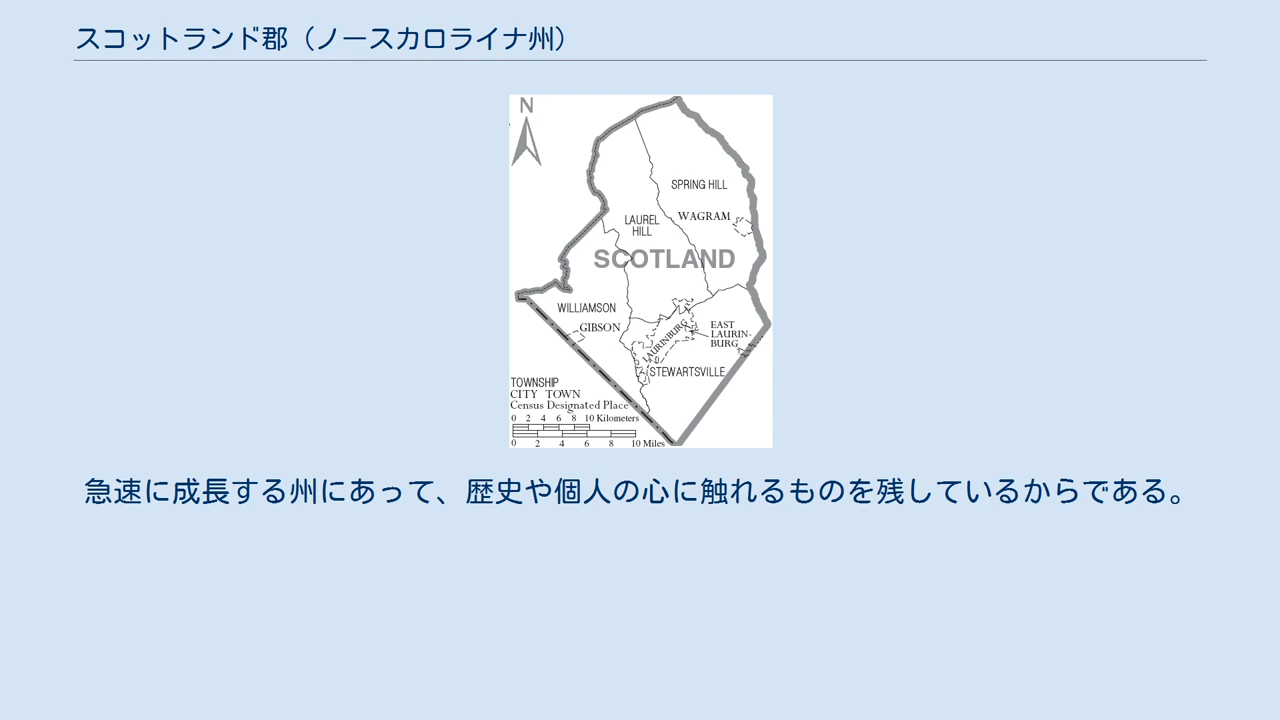 スコットランド郡（ノースカロライナ州）
N
SPRING HILL
WAGRAM
LAUREL
HILL
SCOTLAND
WILLIAMSON
GIBSON
LAURINBURG
EAST
LAURIN-
BURG
STEWARTSVILLE
TOWNSHIP
CITY TOWN
Census Designated Place
0 2 4 6 8 10 Kilometers
0 2 4 6 8 10 Miles
急速に成長する州にあって、歴史や個人の心に触れるものを残しているからである。